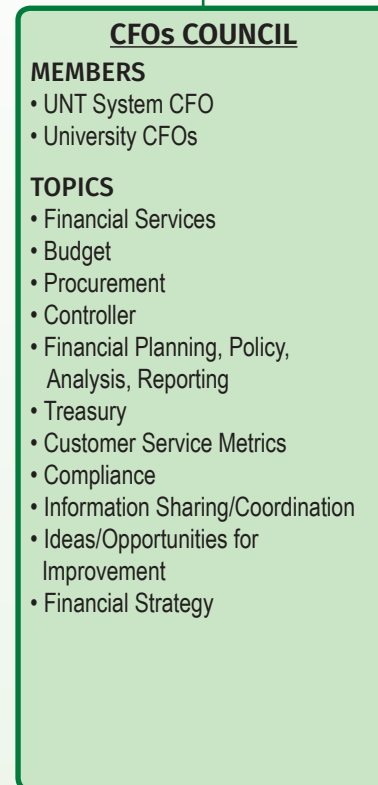 CFOs COUNCIL
MEMBERS
• UNT System CFO
• University CFOs
TOPICS
• Financial Services
• Budget
• Procurement
• Controller
• Financial Planning, Policy,
Analysis, Reporting
• Treasury
• Customer Service Metrics
• Compliance
• Information Sharing/Coordination
• Ideas/Opportunities for
Improvement
• Financial Strategy